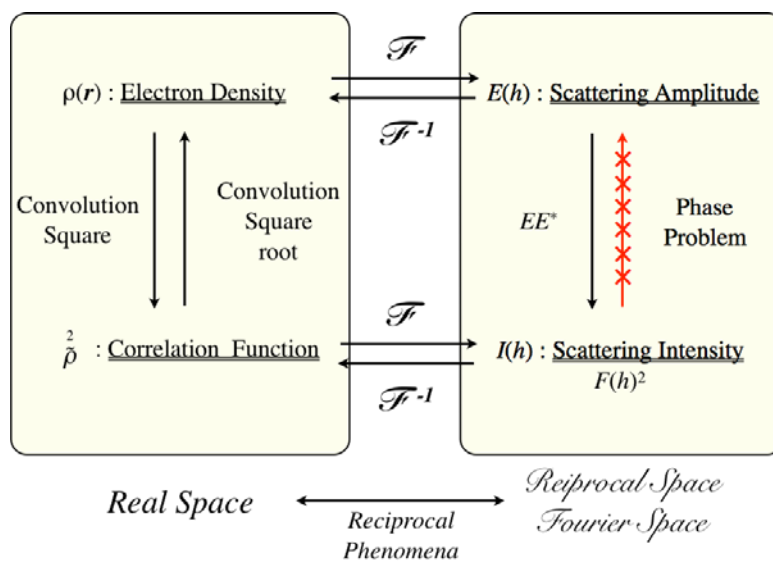 ℱ
ρ(r) : Electron Density
E(h) : Scattering Amplitude
ℱ⁻¹
Convolution
Square
Convolution
Square
root
EE*
Phase
Problem
ℱ
ρ̃² : Correlation Function
I(h) : Scattering Intensity
F(h)²
ℱ⁻¹
Real Space
Reiprocal Space
Fourier Space
Reciprocal
Phenomena